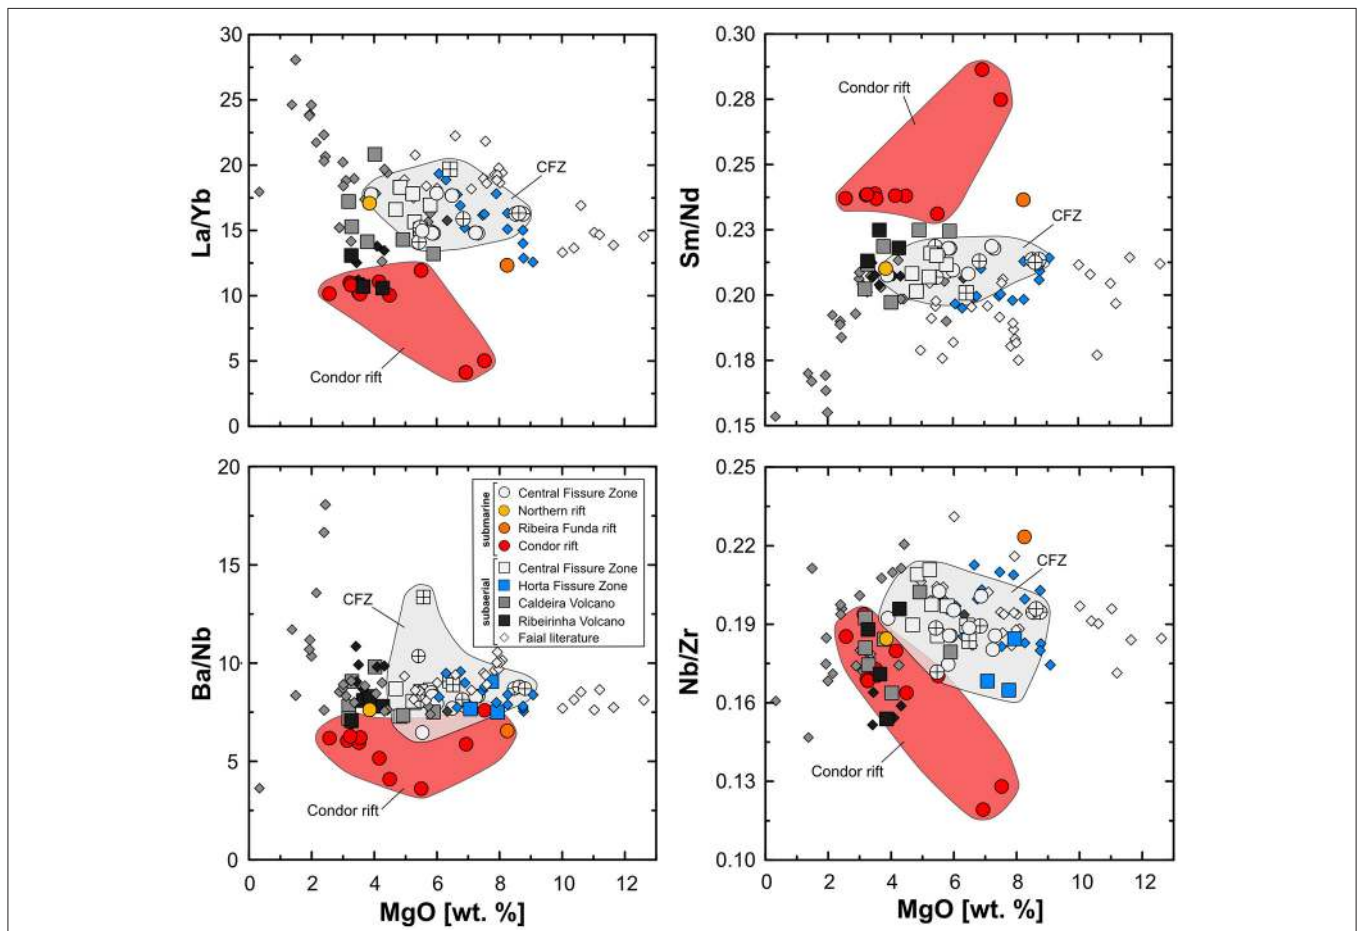 30
25
20
15
10
5
0
La/Yb
CFZ
Condor rift
0.30
0.28
0.25
0.23
0.20
0.18
0.15
Sm/Nd
Condor rift
CFZ
20
15
10
5
0
Ba/Nb
CFZ
Condor rift
submarine
Central Fissure Zone
Northern rift
Ribeira Funda rift
Condor rift
subaerial
Central Fissure Zone
Horta Fissure Zone
Caldeira Volcano
Ribeirinha Volcano
Faial literature
0 2 4 6 8 10 12
MgO [wt. %]
0.25
0.22
0.19
0.16
0.13
0.10
Nb/Zr
CFZ
Condor rift
0 2 4 6 8 10 12
MgO [wt. %]